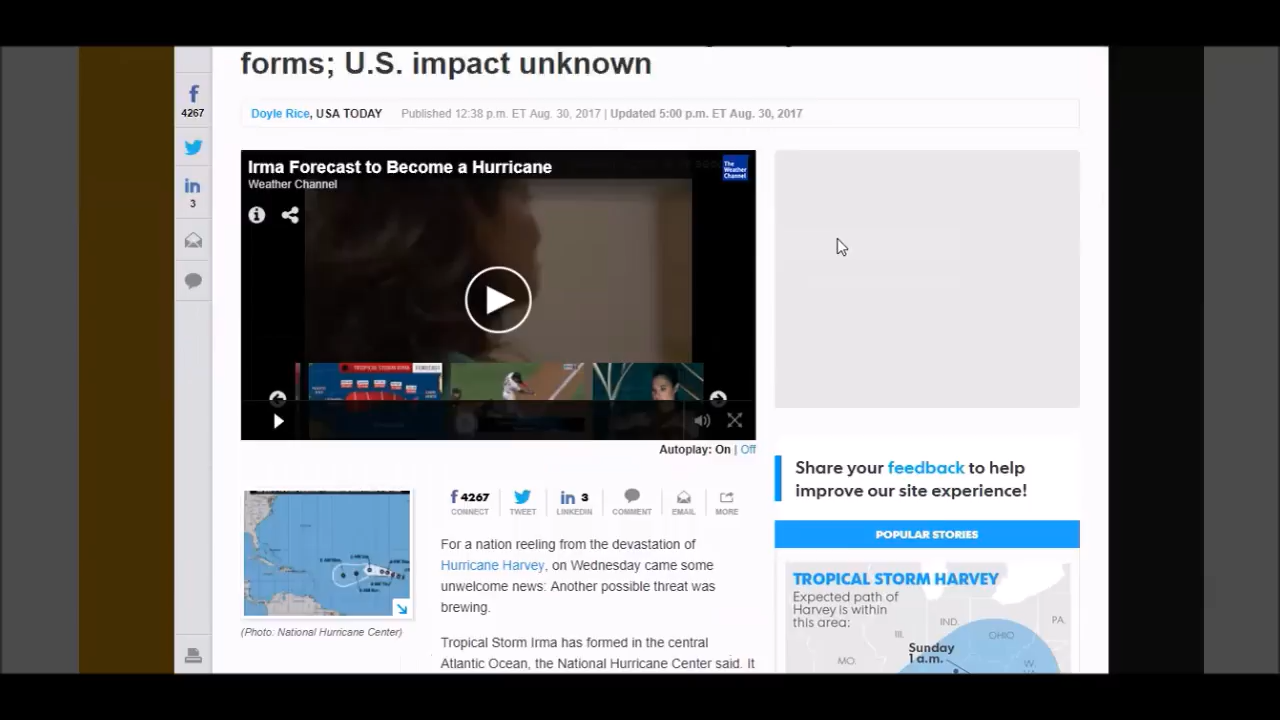 forms; U.S. impact unknown
Doyle Rice, USA TODAY Published 12:38 p.m. ET Aug. 30, 2017 | Updated 5:00 p.m. ET Aug. 30, 2017
4267
3
Irma Forecast to Become a Hurricane
Weather Channel
The
Weather
Channel
Autoplay: On | Off
4267
CONNECT
TWEET
3
LINKEDIN
COMMENT
EMAIL
MORE
For a nation reeling from the devastation of
Hurricane Harvey, on Wednesday came some
unwelcome news: Another possible threat was
brewing.
Tropical Storm Irma has formed in the central
Atlantic Ocean, the National Hurricane Center said. It
(Photo: National Hurricane Center)
Share your feedback to help
improve our site experience!
POPULAR STORIES
TROPICAL STORM HARVEY
Expected path of
Harvey is within
this area:
IND.
PA.
ILL.
OHIO
Sunday
1 a.m.
MO.
W.